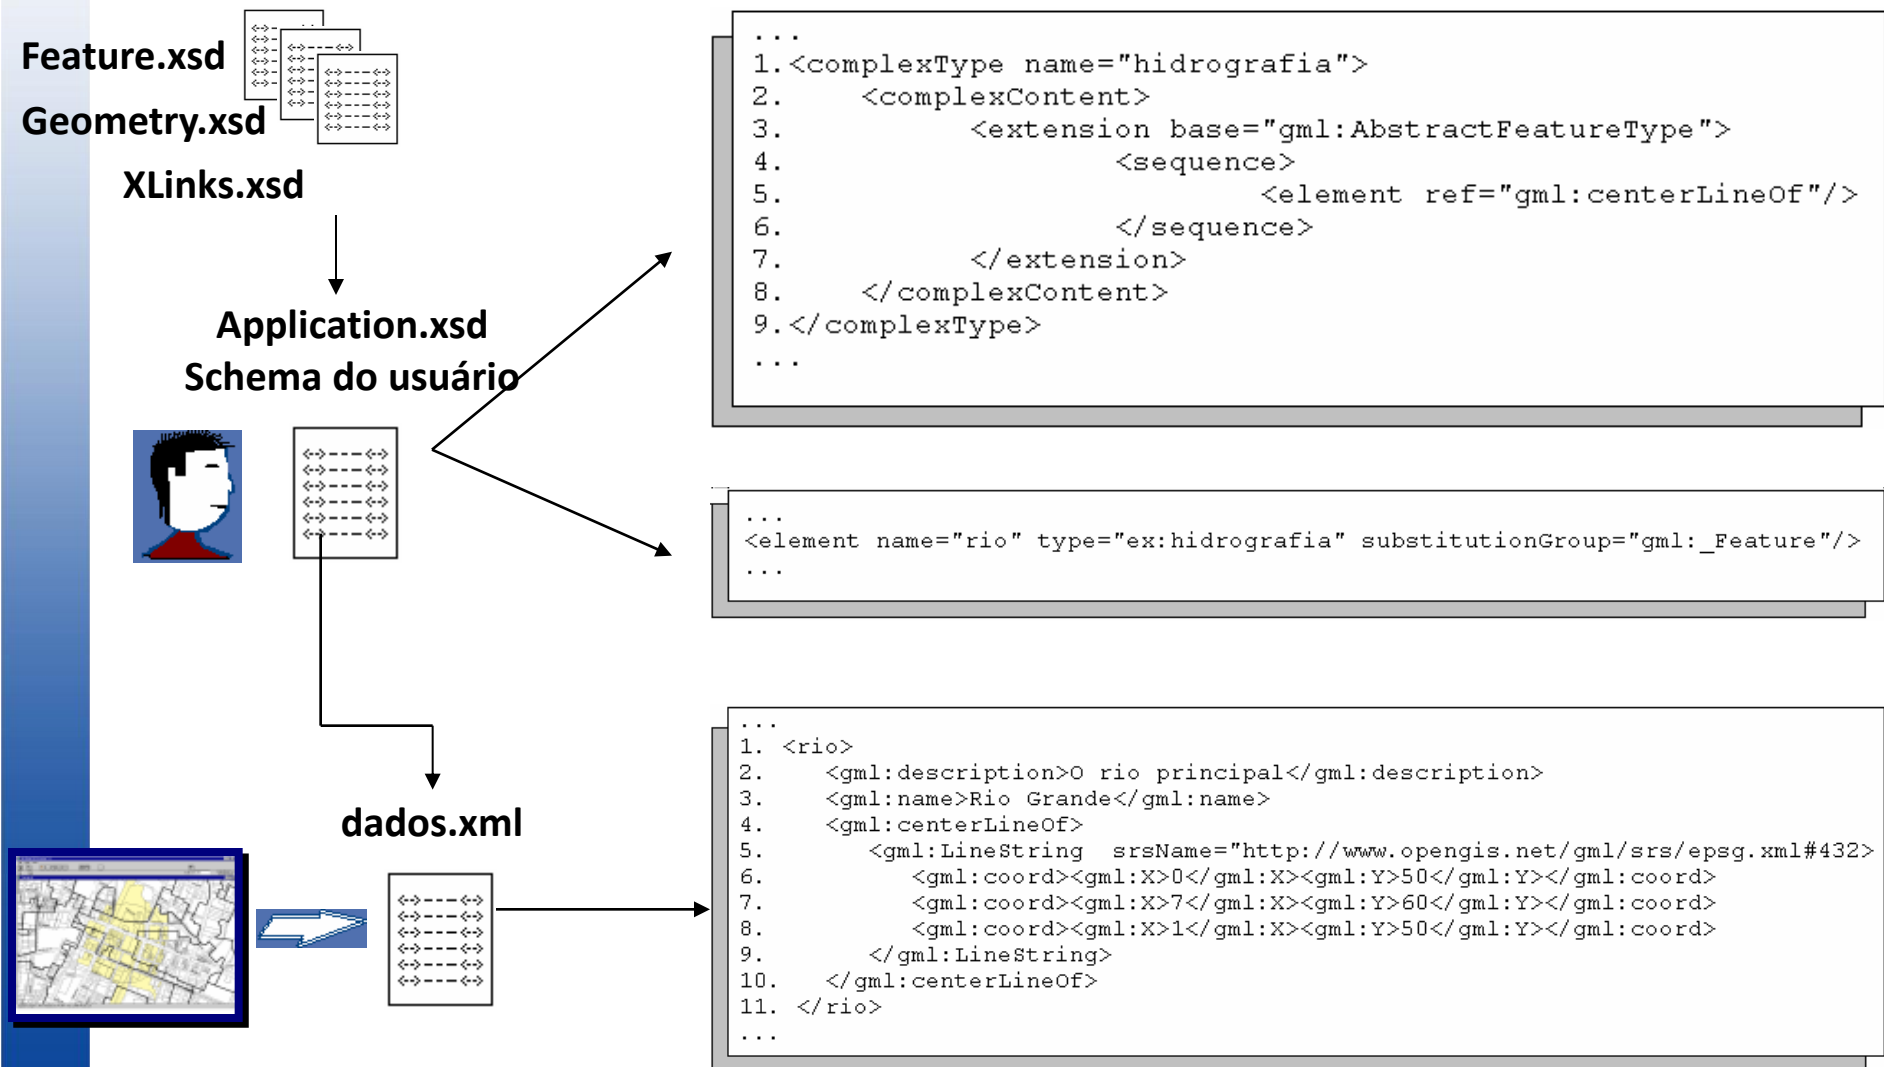 Feature.xsd
Geometry.xsd
XLinks.xsd
Application.xsd
Schema do usuário
dados.xml
...
1.<complexType name="hidrografia">
2. <complexContent>
3. <extension base="gml:AbstractFeatureType">
4. <sequence>
5. <element ref="gml:centerLineOf"/>
6. </sequence>
7. </extension>
8. </complexContent>
9.</complexType>
...
...
<element name="rio" type="ex:hidrografia" substitutionGroup="gml:_Feature"/>
...
...
1. <rio>
2. <gml:description>O rio principal</gml:description>
3. <gml:name>Rio Grande</gml:name>
4. <gml:centerLineOf>
5. <gml:LineString srsName="http://www.opengis.net/gml/srs/epsg.xml#432>
6. <gml:coord><gml:X>0</gml:X><gml:Y>50</gml:Y></gml:coord>
7. <gml:coord><gml:X>7</gml:X><gml:Y>60</gml:Y></gml:coord>
8. <gml:coord><gml:X>1</gml:X><gml:Y>50</gml:Y></gml:coord>
9. </gml:LineString>
10. </gml:centerLineOf>
11. </rio>
...